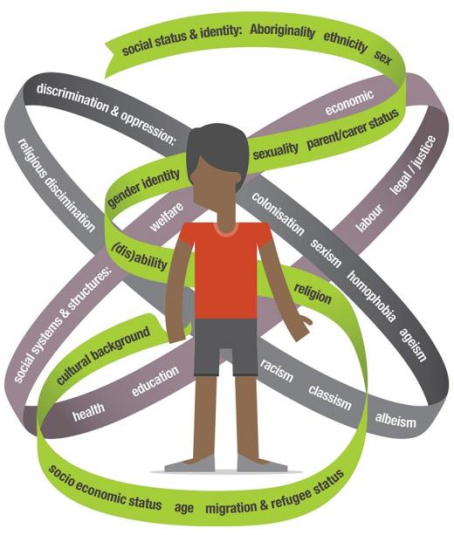 social status & identity: Aboriginality ethnicity sex
parent/carer status
sexuality
gender identity
(dis)ability
religion
cultural background
socio economic status age migration & refugee status
discrimination & oppression:
colonisation sexism homophobia ageism
albeism
classism
racism
religious discimination
social systems & structures:
welfare
economic
legal / justice
labour
education
health